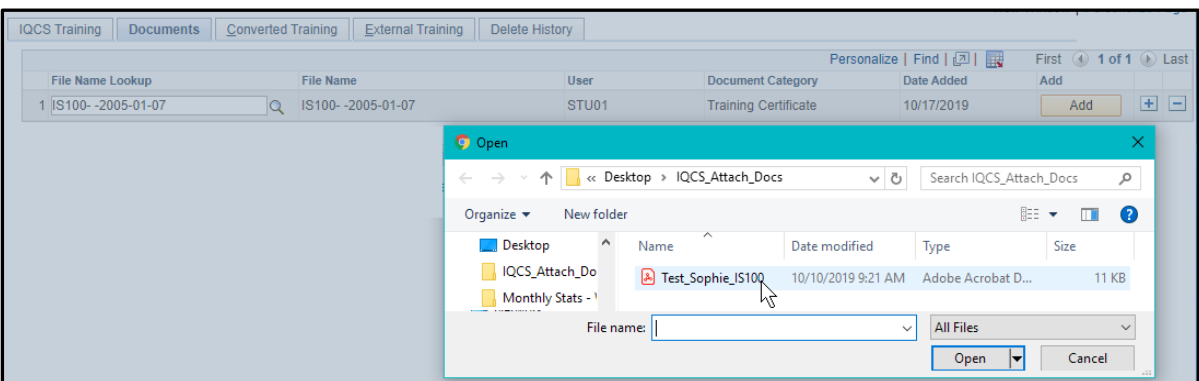 IQCS Training Documents Converted Training External Training Delete History
Personalize | Find | First 1 of 1 Last
File Name Lookup File Name User Document Category Date Added Add
1 IS100- -2005-01-07 IS100- -2005-01-07 STU01 Training Certificate 10/17/2019 Add
Open
« Desktop > IQCS_Attach_Docs Search IQCS_Attach_Docs
Organize New folder
Desktop Name Date modified Type Size
IQCS_Attach_Do Test_Sophie_IS100 10/10/2019 9:21 AM Adobe Acrobat D... 11 KB
Monthly Stats -
File name: All Files
Open Cancel